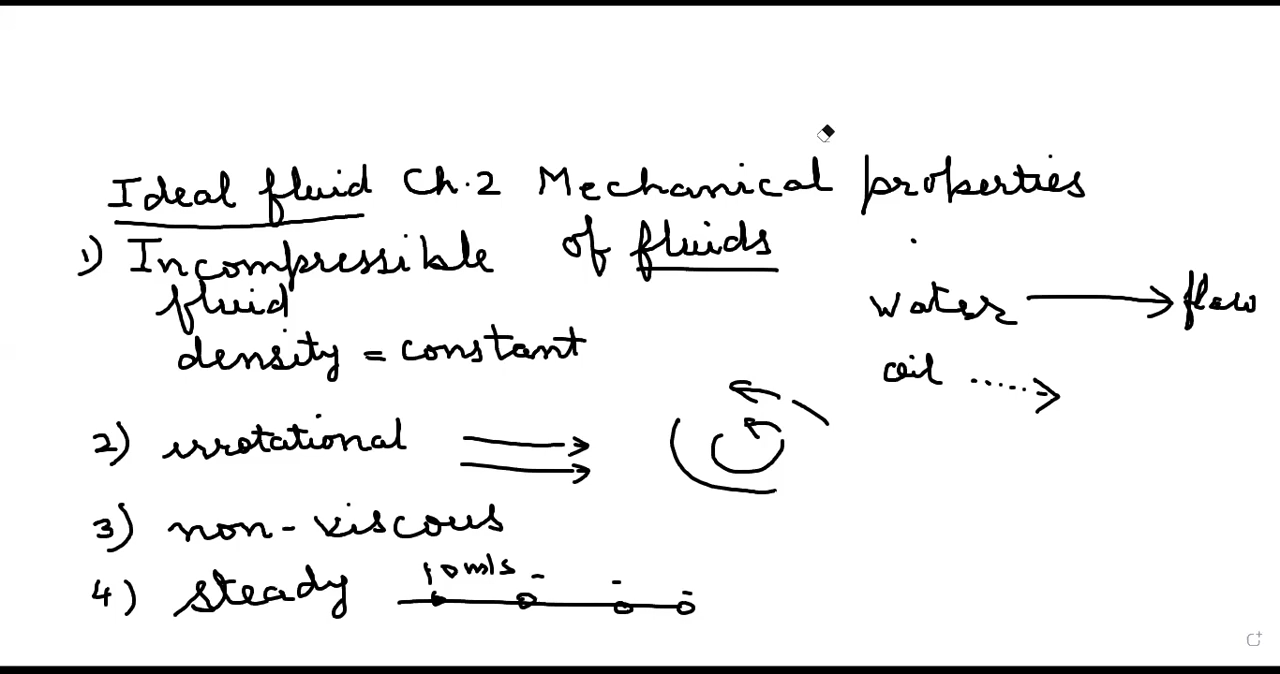 Ideal fluid Ch.2 Mechanical properties
of fluids
1) Incompressible
fluid
density = constant
water → flow
oil ......→
2) irrotational
3) non-viscous
4) steady 10 m/s